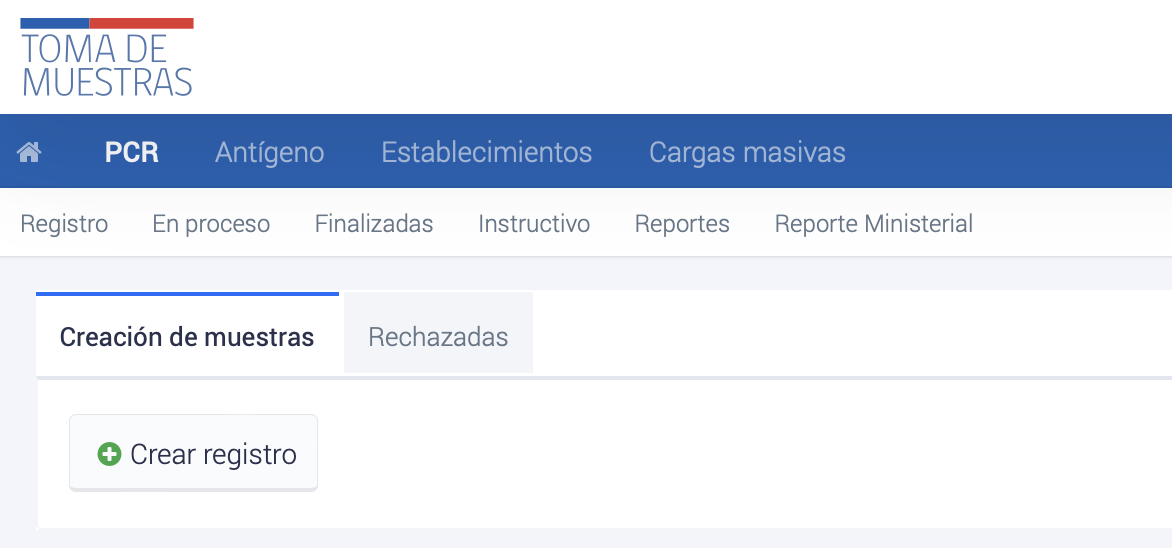 TOMA DE
MUESTRAS
PCR Antígeno Establecimientos Cargas masivas
Registro En proceso Finalizadas Instructivo Reportes Reporte Ministerial
Creación de muestras Rechazadas
Crear registro